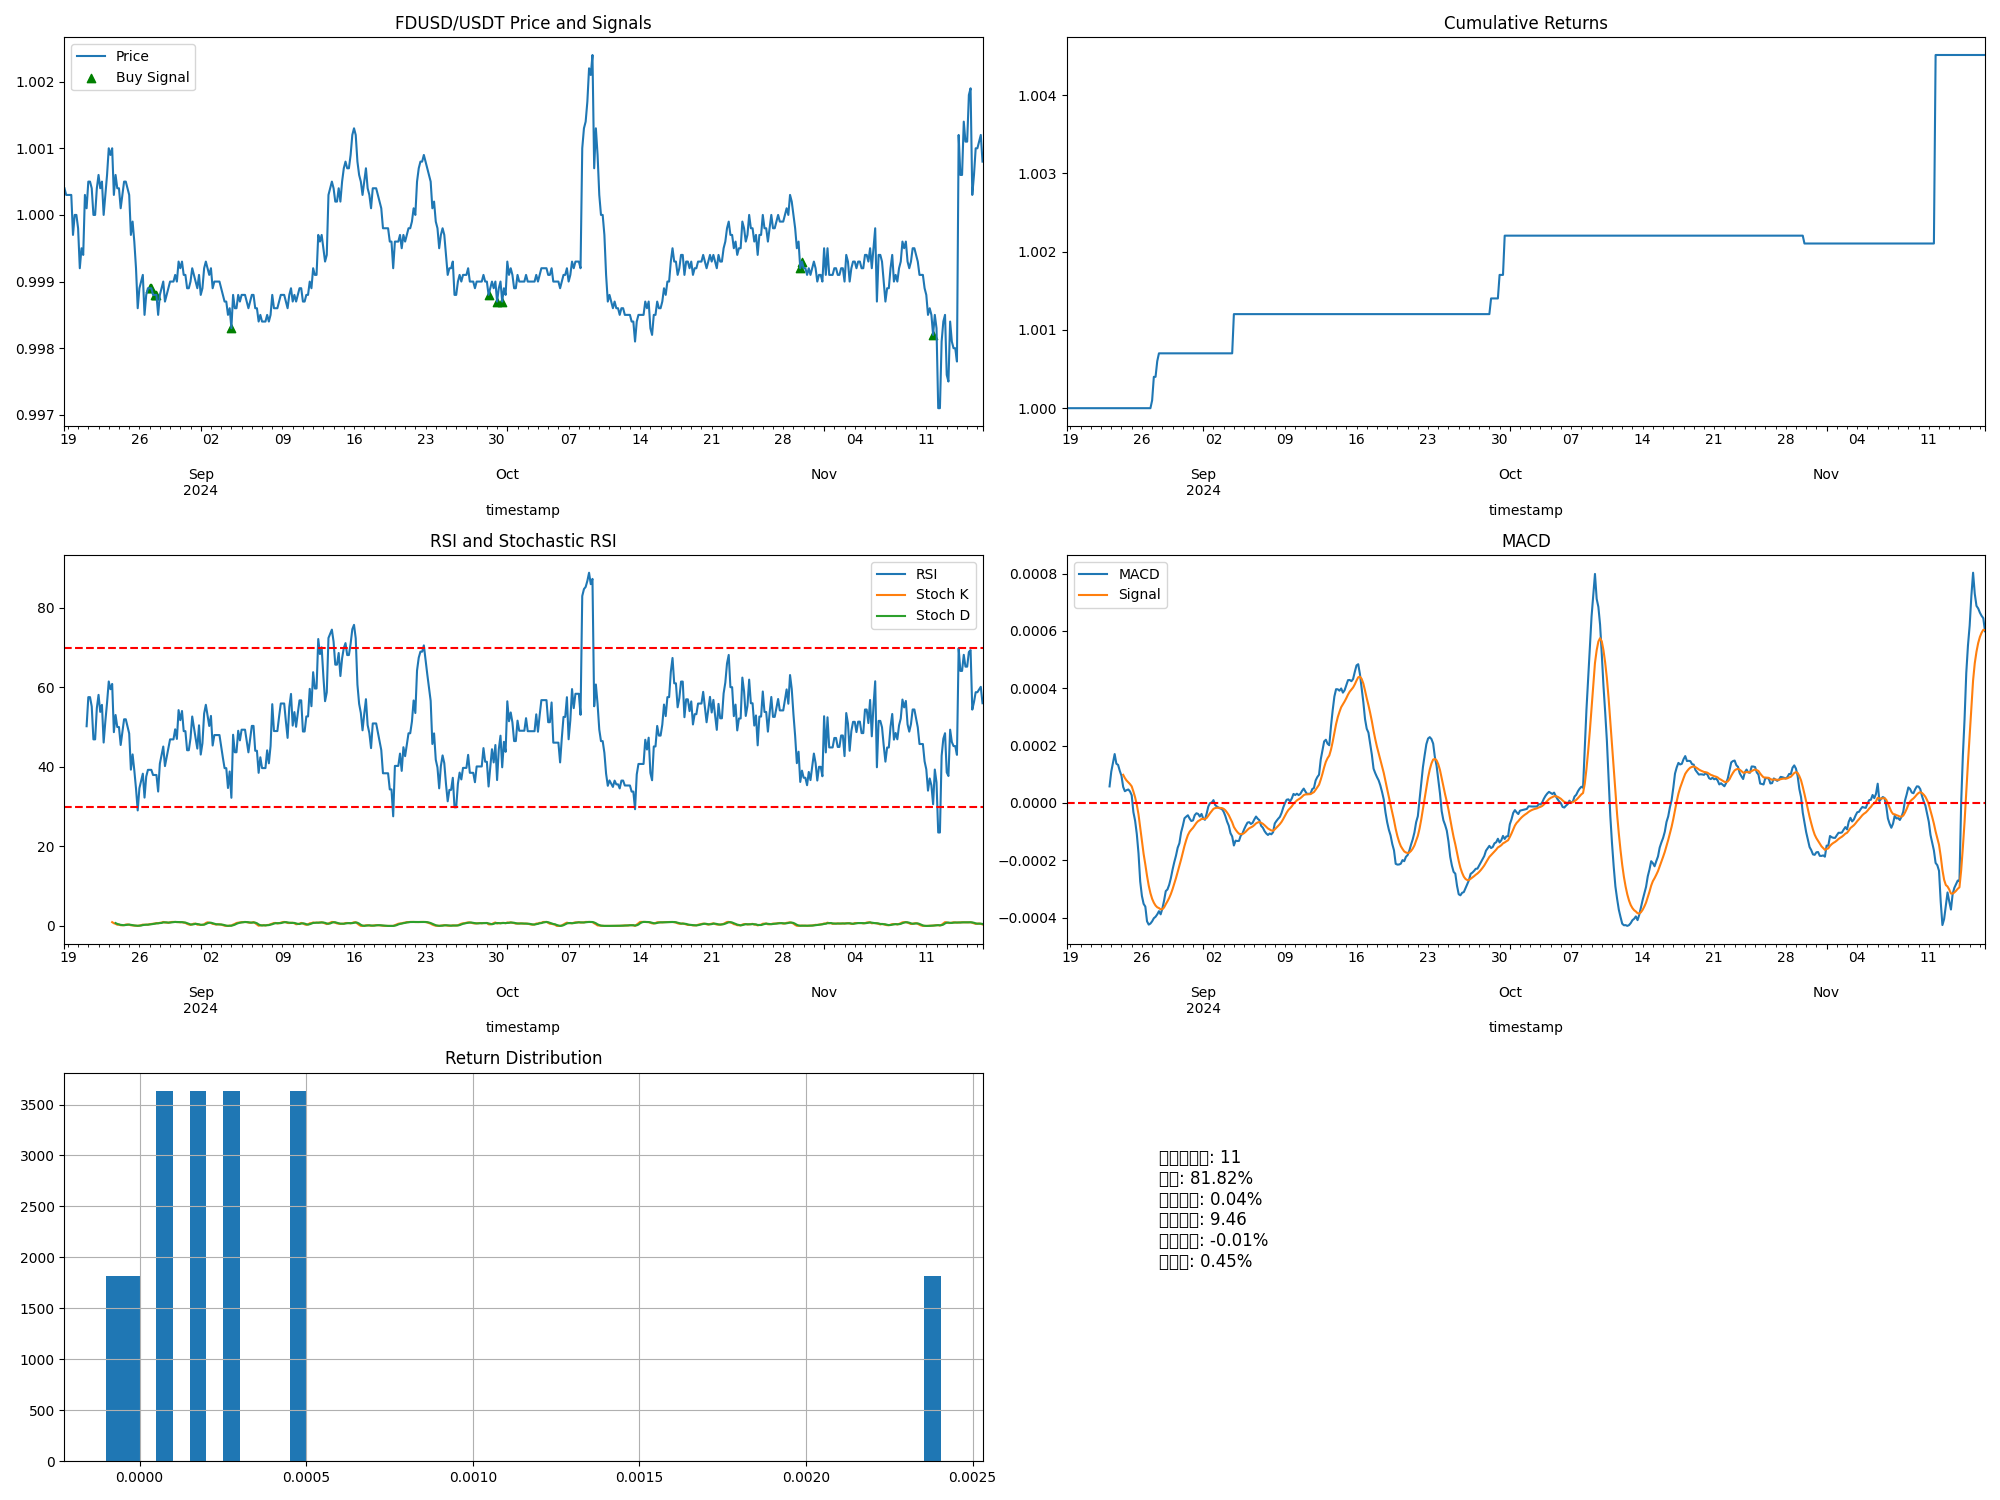 FDUSD/USDT Price and Signals
Price
Buy Signal
1.002
1.001
1.000
0.999
0.998
0.997
19 26 02 09 16 23 30 07 14 21 28 04 11
Sep Oct Nov
2024
timestamp
Cumulative Returns
1.004
1.003
1.002
1.001
1.000
19 26 02 09 16 23 30 07 14 21 28 04 11
Sep Oct Nov
2024
timestamp
RSI and Stochastic RSI
RSI
Stoch K
Stoch D
80
60
40
20
0
19 26 02 09 16 23 30 07 14 21 28 04 11
Sep Oct Nov
2024
timestamp
MACD
MACD
Signal
0.0008
0.0006
0.0004
0.0002
0.0000
−0.0002
−0.0004
19 26 02 09 16 23 30 07 14 21 28 04 11
Sep Oct Nov
2024
timestamp
Return Distribution
3500
3000
2500
2000
1500
1000
500
0
0.0000 0.0005 0.0010 0.0015 0.0020 0.0025
: 11
: 81.82%
: 0.04%
: 9.46
: -0.01%
: 0.45%